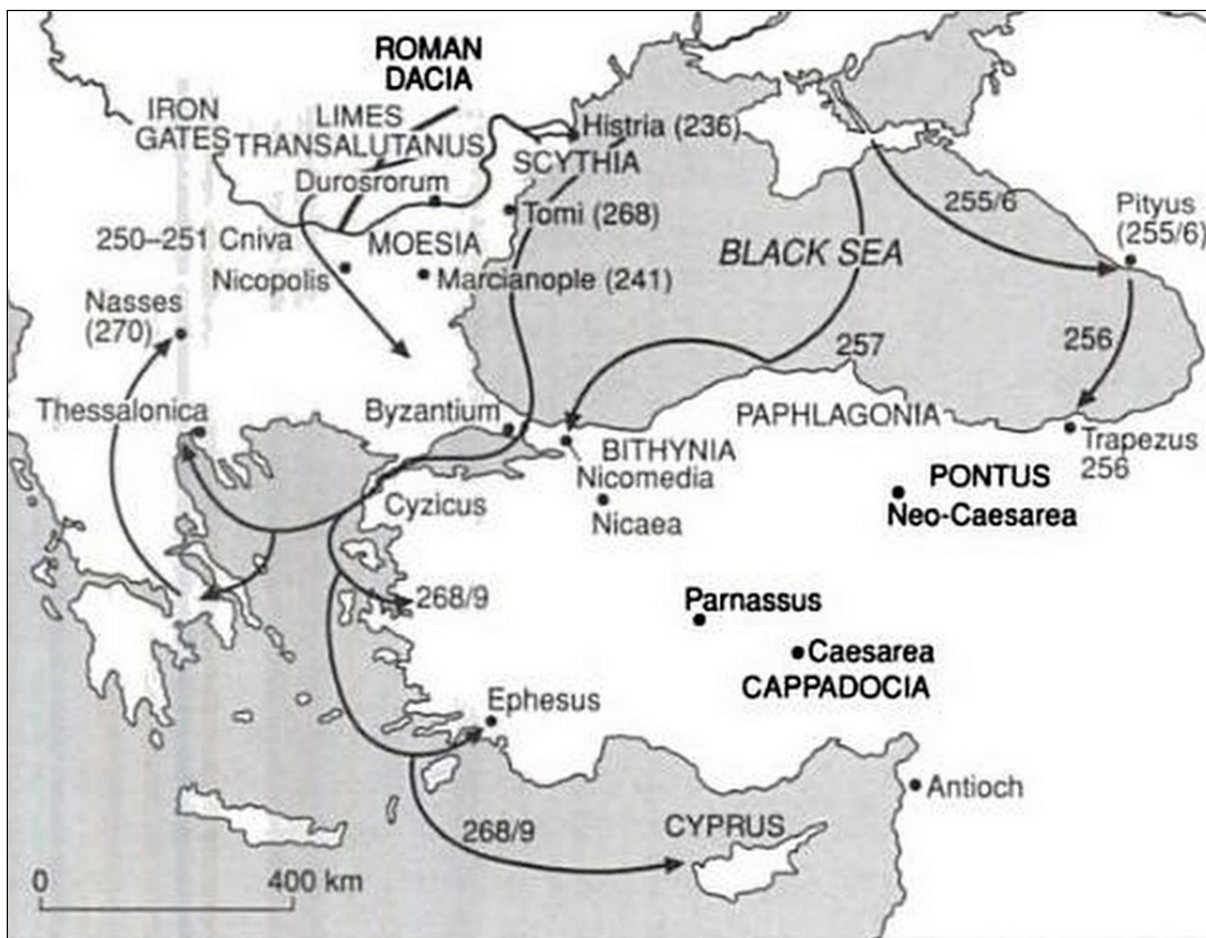 ROMAN
DACIA
IRON
GATES
LIMES
TRANSALUTANUS
Histria (236)
SCYTHIA
Durosrorum
Tomi (268)
255/6
Pityus
(255/6)
250–251 Cniva
MOESIA
BLACK SEA
Nicopolis
Marcianople (241)
Nasses
(270)
257
256
Thessalonica
Byzantium
PAPHLAGONIA
BITHYNIA
Trapezus
256
Nicomedia
PONTUS
Cyzicus
Nicaea
Neo-Caesarea
268/9
Parnassus
Caesarea
CAPPADOCIA
Ephesus
Antioch
268/9
CYPRUS
0
400 km